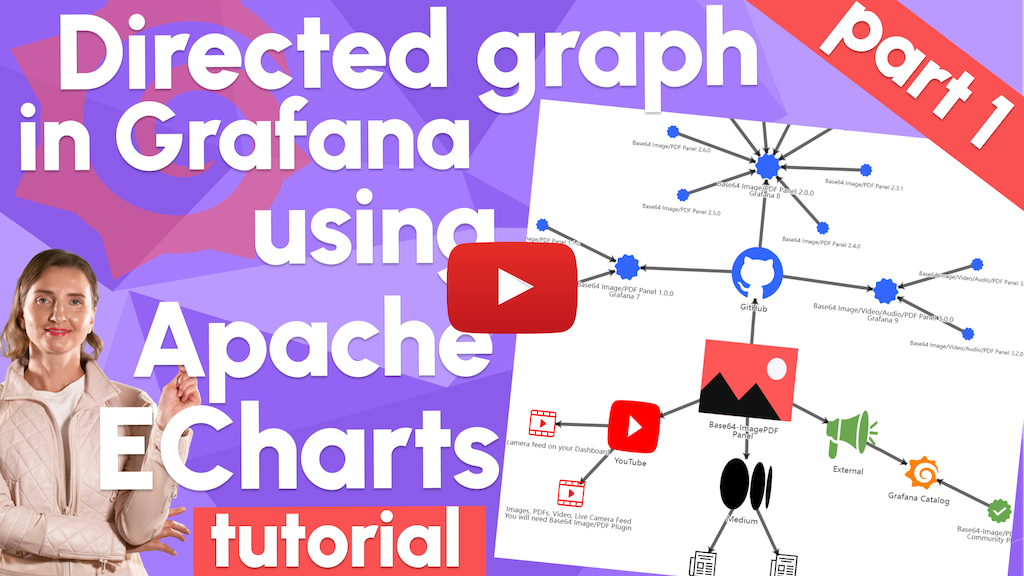 Directed graph
in Grafana
using
Apache
ECharts
tutorial
part 1
Base64 Image/PDF Panel 2.6.0
Base64 Image/PDF Panel 2.0.0
Grafana 8
Base64 Image/PDF Panel 2.3.1
Base64 Image/PDF Panel 2.5.0
Base64 Image/PDF Panel 2.4.0
Base64 Image/PDF Panel 1.0.0
Grafana 7
GitHub
Base64 Image/Video/Audio/PDF Panel 3.0.0
Grafana 9
Base64 Image/Video/Audio/PDF Panel 3.2.0
Base64-ImagePDF
Panel
camera feed on your Dashboard
YouTube
External
Grafana Catalog
Images, PDFs, Video, Live Camera Feed
You will need Base64 Image/PDF Plugin
Medium
Base64-Image/P
Community